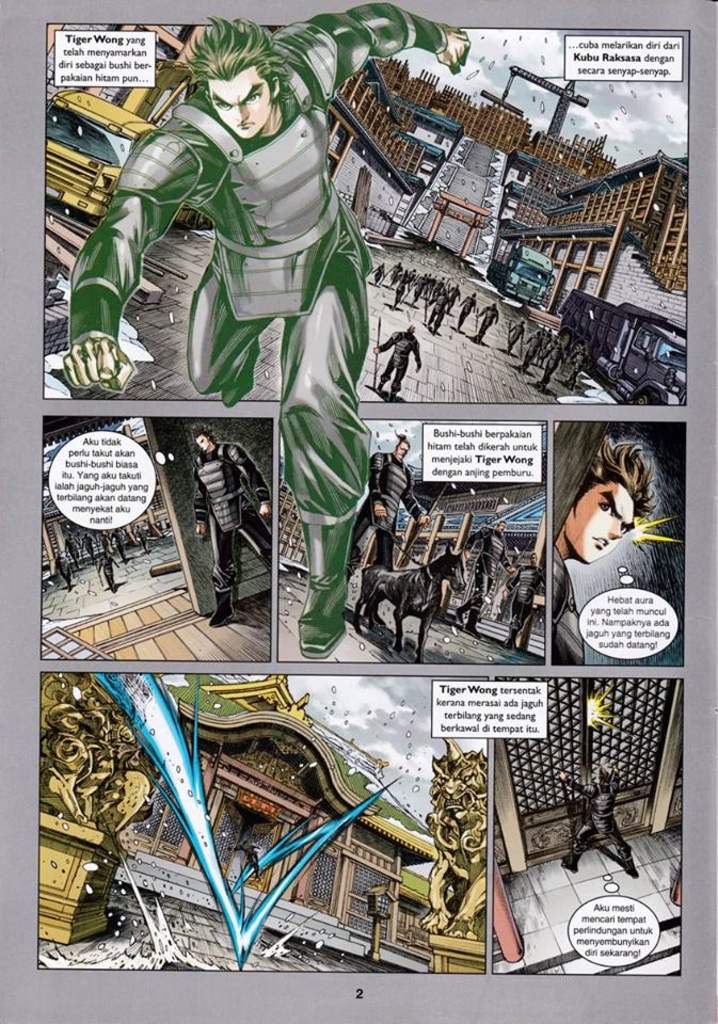 Tiger Wong yang
telah menyamarkan
diri sebagai bushi ber-
pakaian hitam pun...
...cuba melarikan diri dari
Kubu Raksasa dengan
secara senyap-senyap.
Aku tidak
perlu takut akan
bushi-bushi biasa
itu. Yang aku takuti
ialah jaguh-jaguh yang
terbilang akan datang
menyekat aku
nanti!
Bushi-bushi berpakaian
hitam telah dikerah untuk
menjejaki Tiger Wong
dengan anjing pemburu.
Hebat aura
yang telah muncul
ini. Nampaknya ada
jaguh yang terbilang
sudah datang!
Tiger Wong tersentak
kerana merasai ada jaguh
terbilang yang sedang
berkawal di tempat itu.
Aku mesti
mencari tempat
perlindungan untuk
menyembunyikan
diri sekarang!
2